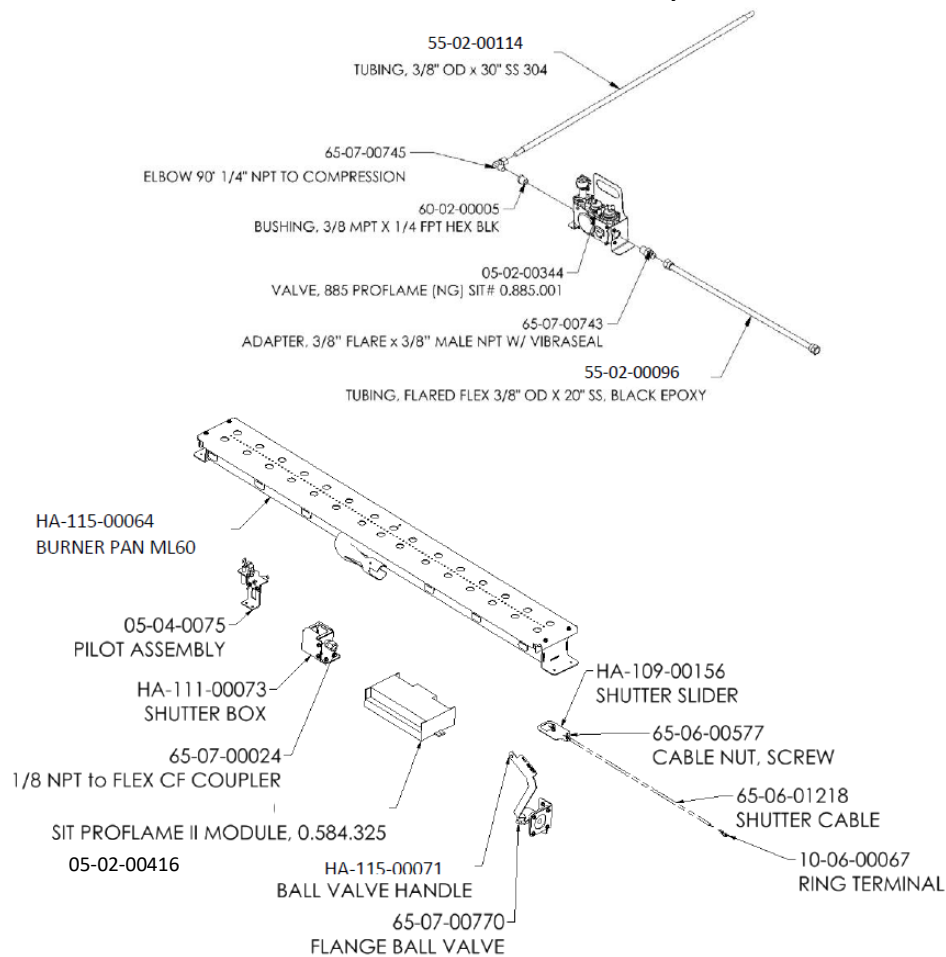 55-02-00114
TUBING, 3/8" OD x 30" SS 304
65-07-00745
ELBOW 90° 1/4" NPT TO COMPRESSION
60-02-00005
BUSHING, 3/8 MPT X 1/4 FPT HEX BLK
05-02-00344
VALVE, 885 PROFLAME (NG) SIT# 0.885.001
65-07-00743
ADAPTER, 3/8" FLARE x 3/8" MALE NPT W/ VIBRASEAL
55-02-00096
TUBING, FLARED FLEX 3/8" OD X 20" SS, BLACK EPOXY
HA-115-00064
BURNER PAN ML60
05-04-0075
PILOT ASSEMBLY
HA-111-00073
SHUTTER BOX
65-07-00024
1/8 NPT to FLEX CF COUPLER
SIT PROFLAME II MODULE, 0.584.325
05-02-00416
HA-115-00071
BALL VALVE HANDLE
65-07-00770
FLANGE BALL VALVE
HA-109-00156
SHUTTER SLIDER
65-06-00577
CABLE NUT, SCREW
65-06-01218
SHUTTER CABLE
10-06-00067
RING TERMINAL